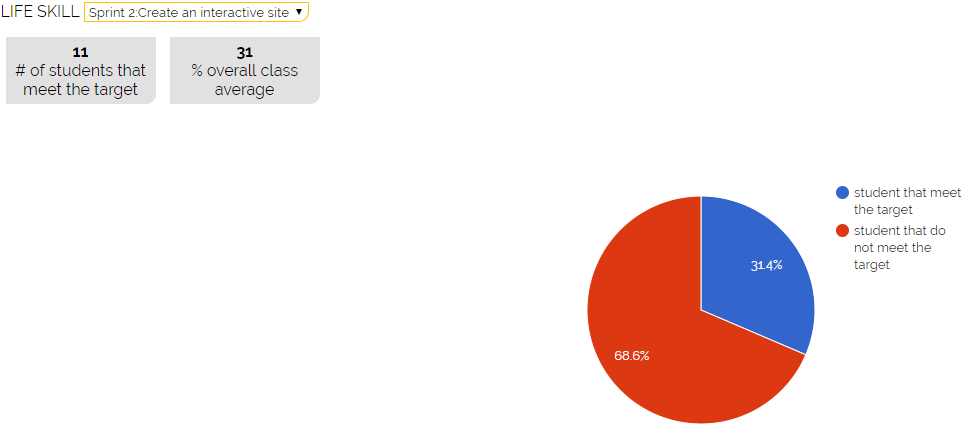 LIFE SKILL Sprint 2:Create an interactive site
11
# of students that
meet the target
31
% overall class
average
student that meet
the target
student that do
not meet the
target
31.4%
68.6%